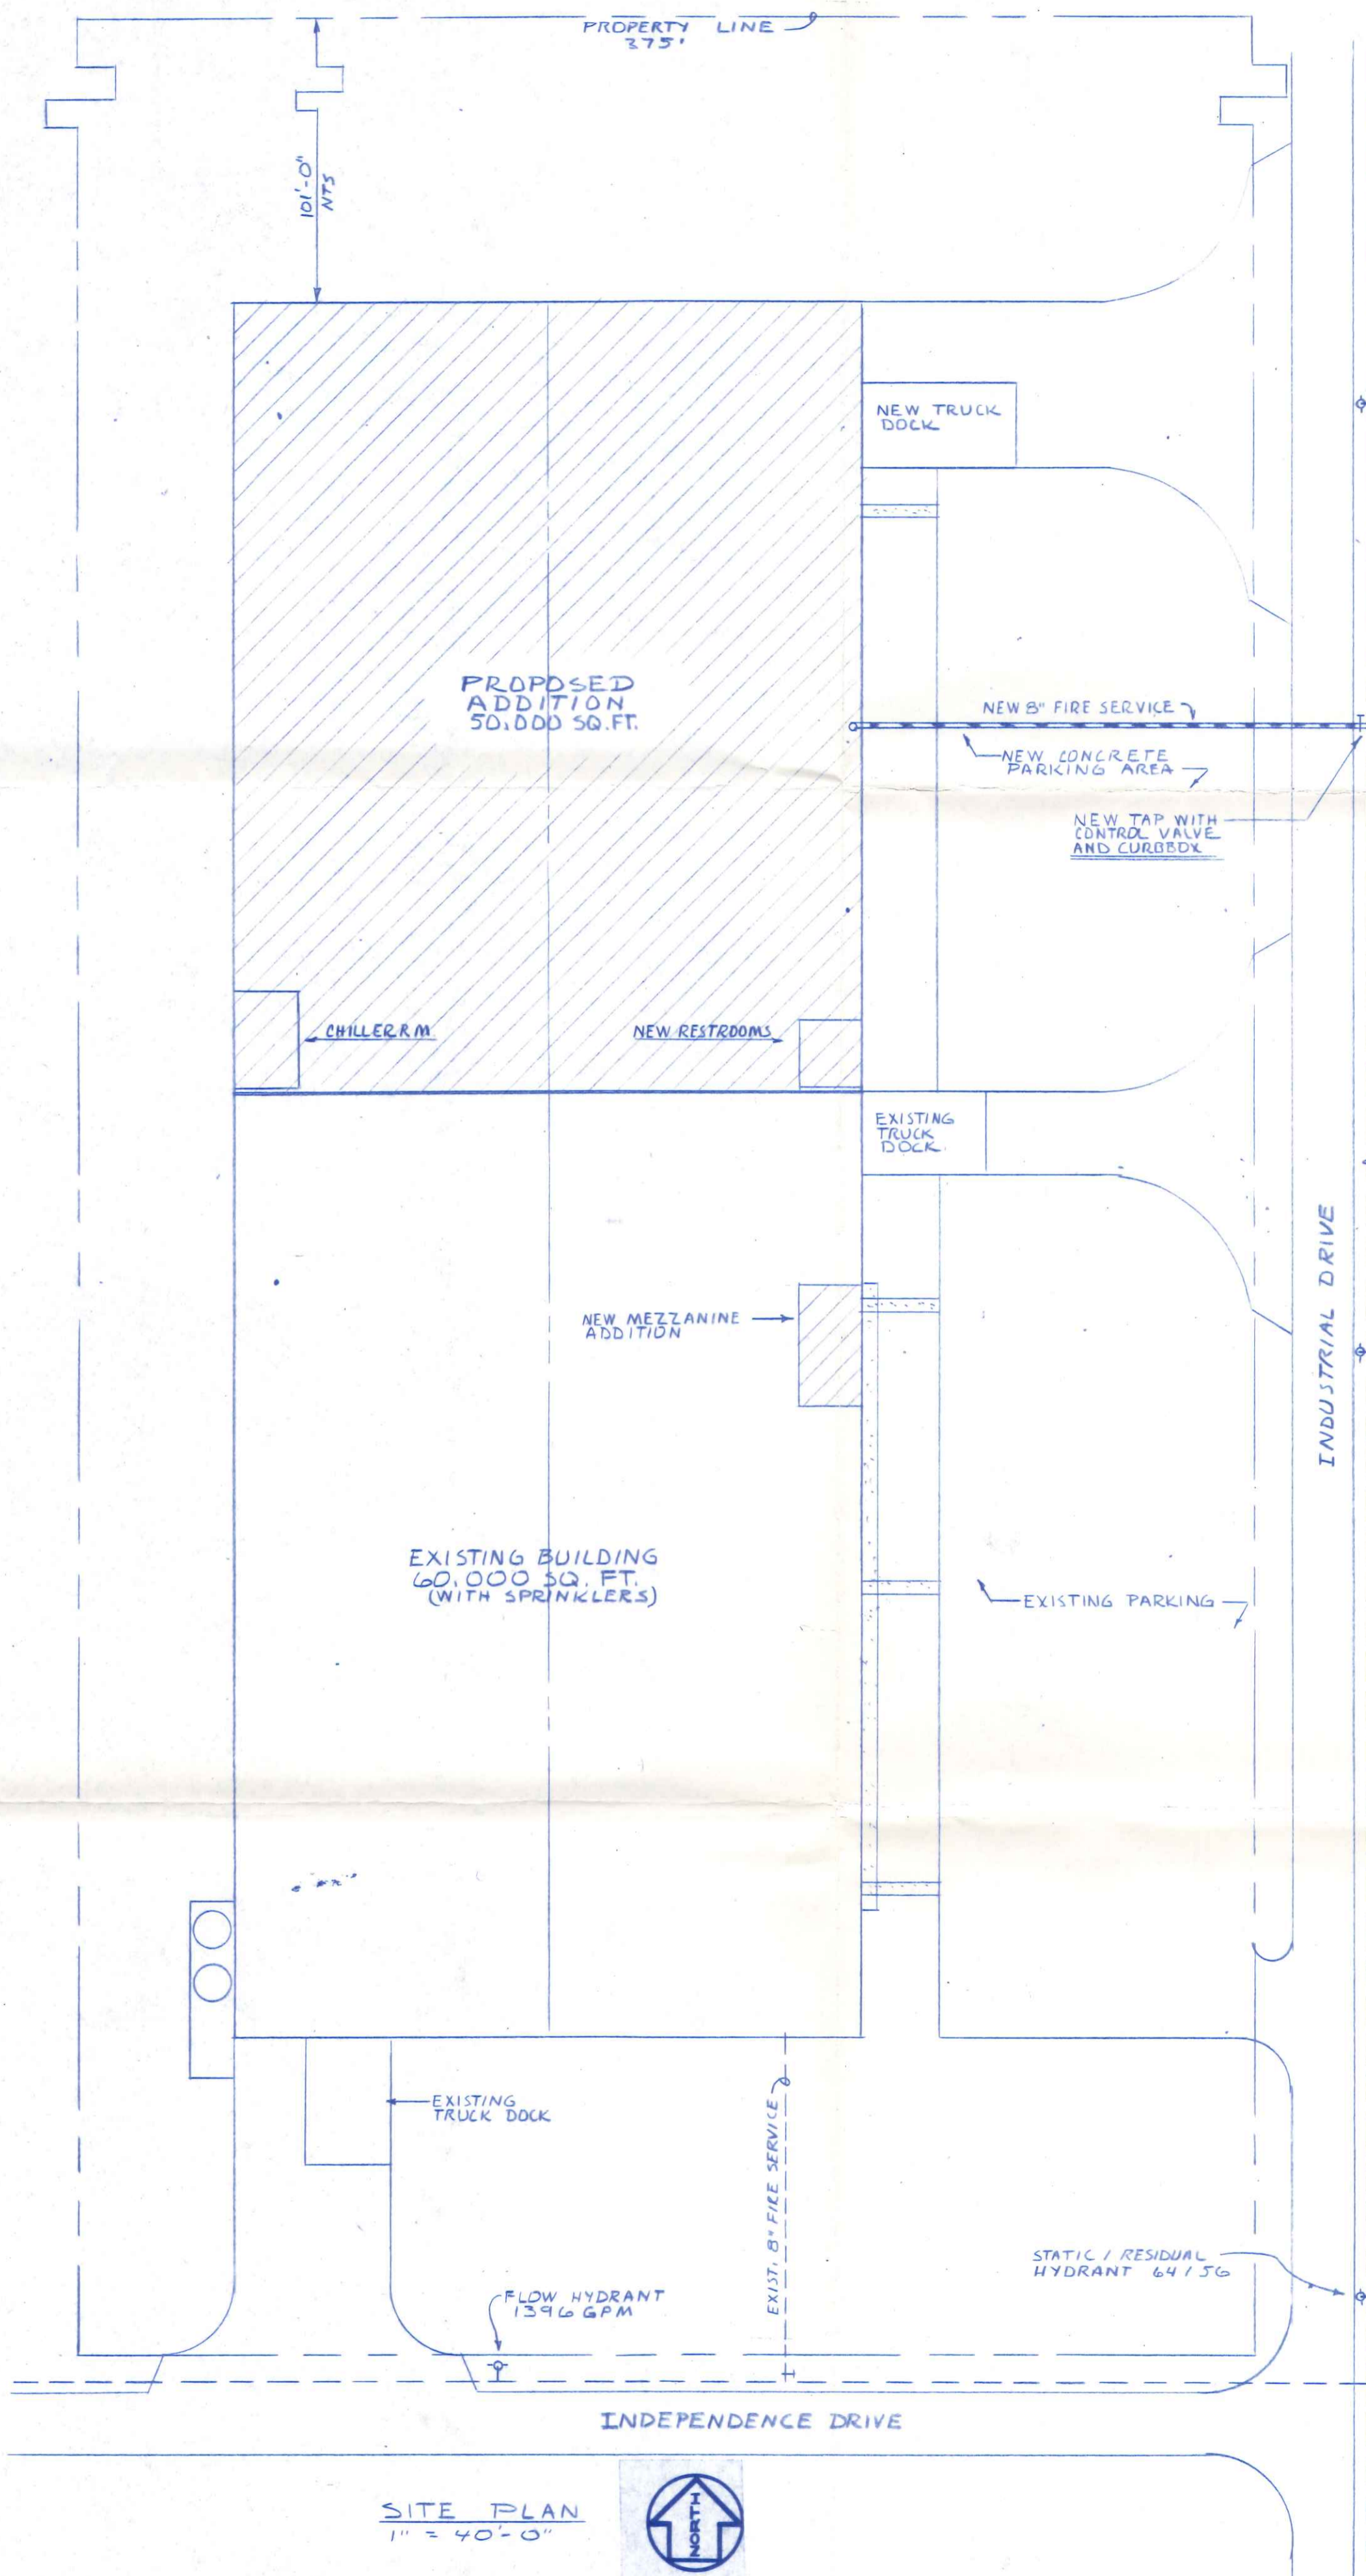 PROPERTY LINE
375'
101'-0"
NTS
NEW TRUCK
DOCK
PROPOSED
ADDITION
50,000 SQ.FT.
NEW 8" FIRE SERVICE
NEW CONCRETE
PARKING AREA
NEW TAP WITH
CONTROL VALVE
AND CURBBOX
CHILLER RM
NEW RESTROOMS
EXISTING
TRUCK
DOCK
INDUSTRIAL DRIVE
NEW MEZZANINE
ADDITION
EXISTING BUILDING
60,000 SQ. FT.
(WITH SPRINKLERS)
EXISTING PARKING
EXISTING
TRUCK DOCK
EXIST. 8" FIRE SERVICE
STATIC / RESIDUAL
HYDRANT 64/56
FLOW HYDRANT
1396 GPM
INDEPENDENCE DRIVE
SITE PLAN
1" = 40'-0"
NORTH